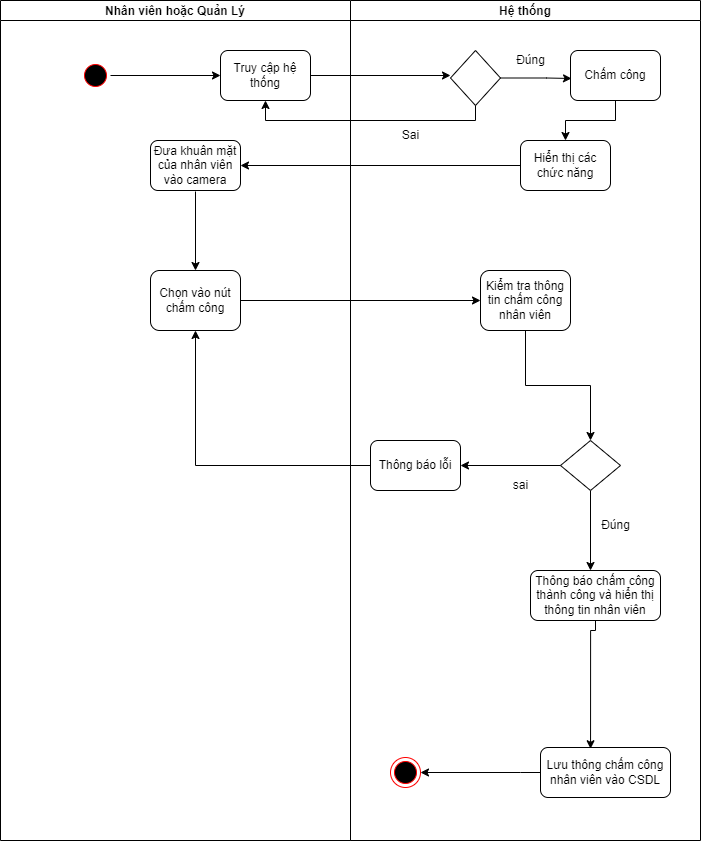 Nhân viên hoặc Quản Lý
Hệ thống
Truy cập hệ
thống
Đúng
Chấm công
Sai
Đưa khuân mặt
của nhân viên
vào camera
Hiển thị các
chức năng
Chọn vào nút
chấm công
Kiểm tra thông
tin chấm công
nhân viên
Thông báo lỗi
sai
Đúng
Thông báo chấm công
thành công và hiển thị
thông tin nhân viên
Lưu thông chấm công
nhân viên vào CSDL